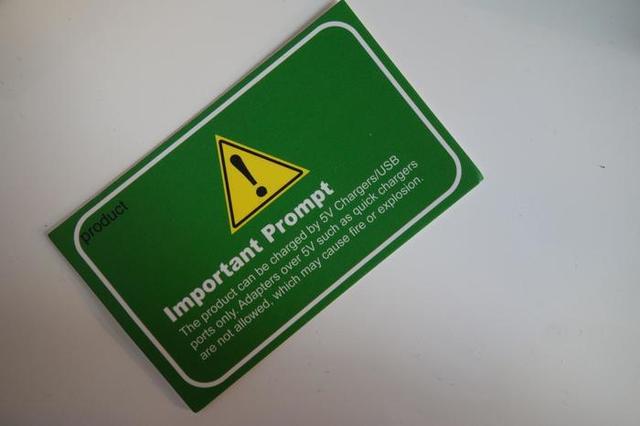 product
Important Prompt
The product can be charged by 5V Chargers/USB
ports only. Adapters over 5V such as quick chargers
are not allowed, which may cause fire or explosion.